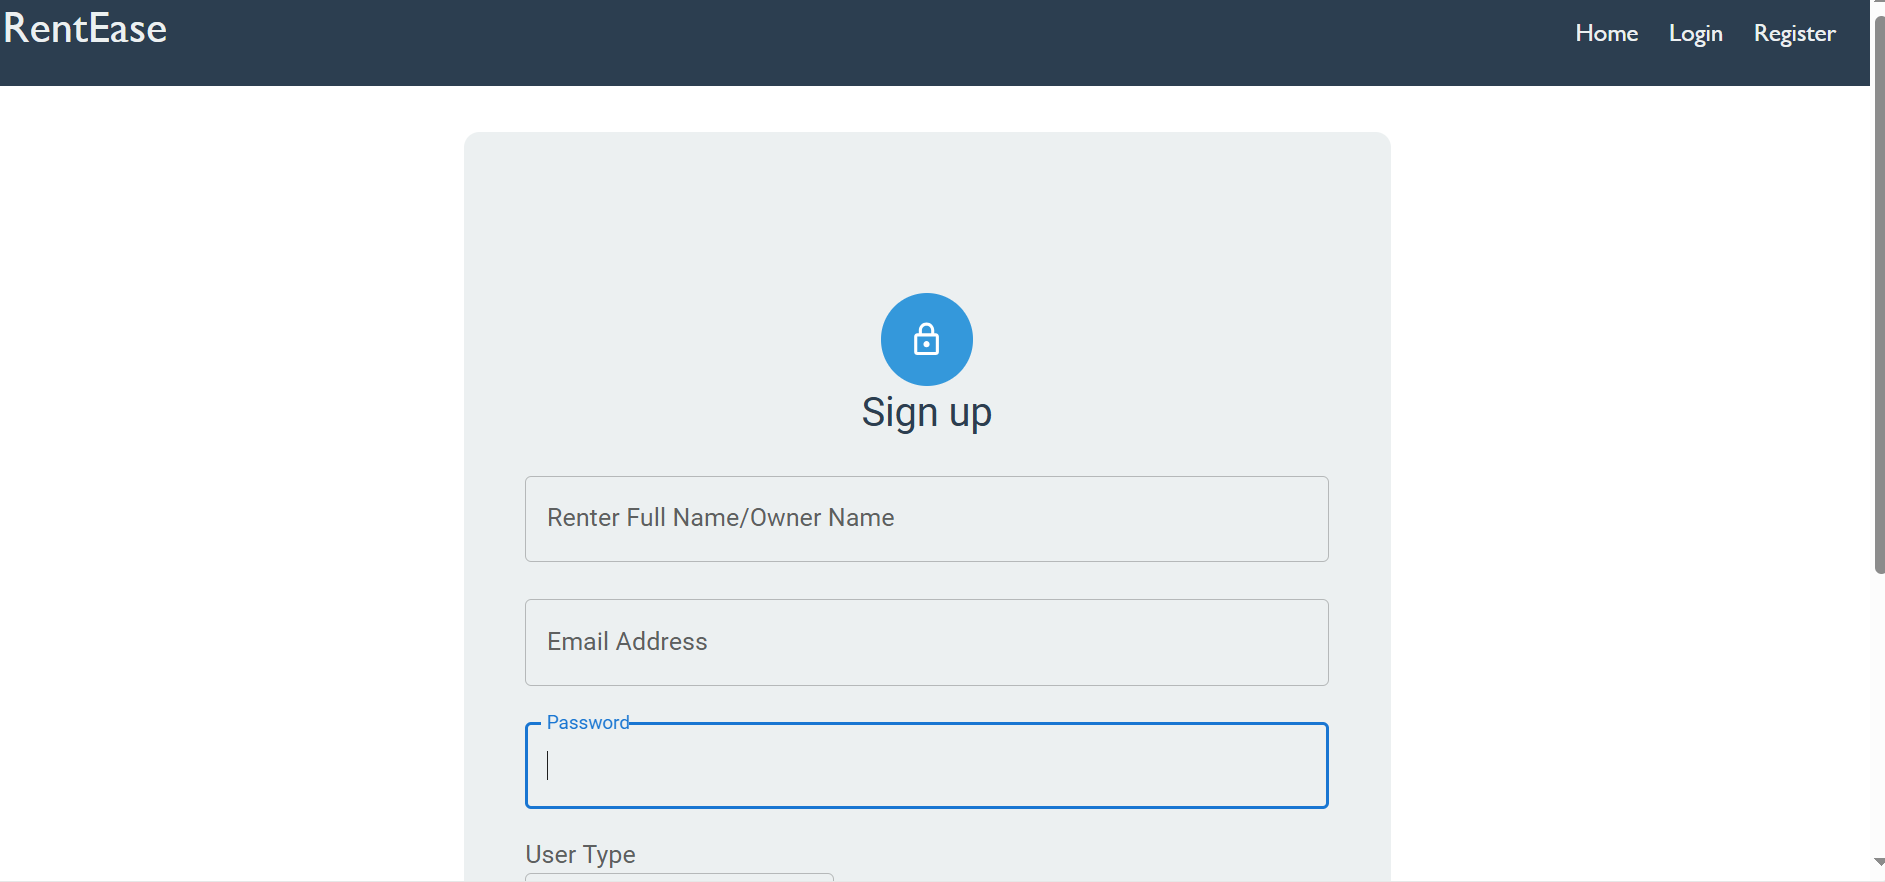 RentEase
Home Login Register
Sign up
Renter Full Name/Owner Name
Email Address
Password
User Type